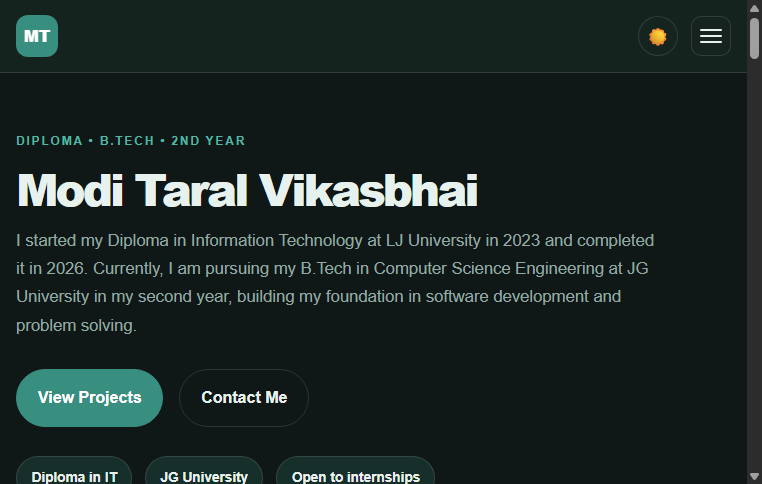 MT
DIPLOMA • B.TECH • 2ND YEAR
Modi Taral Vikasbhai
I started my Diploma in Information Technology at LJ University in 2023 and completed
it in 2026. Currently, I am pursuing my B.Tech in Computer Science Engineering at JG
University in my second year, building my foundation in software development and
problem solving.
View Projects
Contact Me
Diploma in IT
JG University
Open to internships